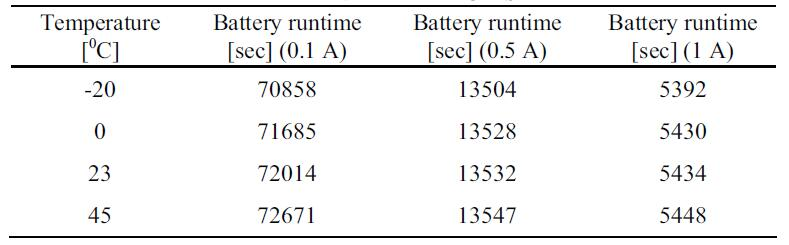 Temperature Battery runtime Battery runtime Battery runtime
[⁰C] [sec] (0.1 A) [sec] (0.5 A) [sec] (1 A)
-20 70858 13504 5392
0 71685 13528 5430
23 72014 13532 5434
45 72671 13547 5448